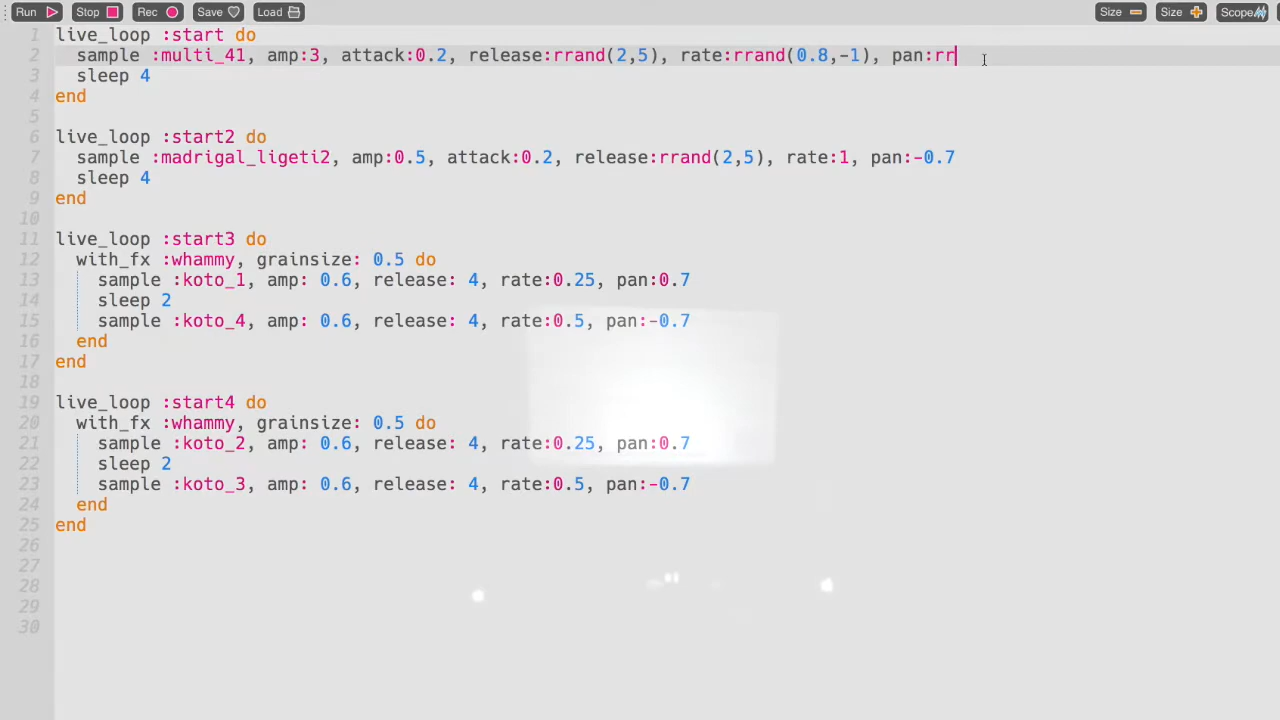 Run Stop Rec Save Load Size Size Scope
1 live_loop :start do
2 sample :multi_41, amp:3, attack:0.2, release:rrand(2,5), rate:rrand(0.8,-1), pan:rr
3 sleep 4
4 end
5
6 live_loop :start2 do
7 sample :madrigal_ligeti2, amp:0.5, attack:0.2, release:rrand(2,5), rate:1, pan:-0.7
8 sleep 4
9 end
10
11 live_loop :start3 do
12 with_fx :whammy, grainsize: 0.5 do
13 sample :koto_1, amp: 0.6, release: 4, rate:0.25, pan:0.7
14 sleep 2
15 sample :koto_4, amp: 0.6, release: 4, rate:0.5, pan:-0.7
16 end
17 end
18
19 live_loop :start4 do
20 with_fx :whammy, grainsize: 0.5 do
21 sample :koto_2, amp: 0.6, release: 4, rate:0.25, pan:0.7
22 sleep 2
23 sample :koto_3, amp: 0.6, release: 4, rate:0.5, pan:-0.7
24 end
25 end
26
27
28
29
30